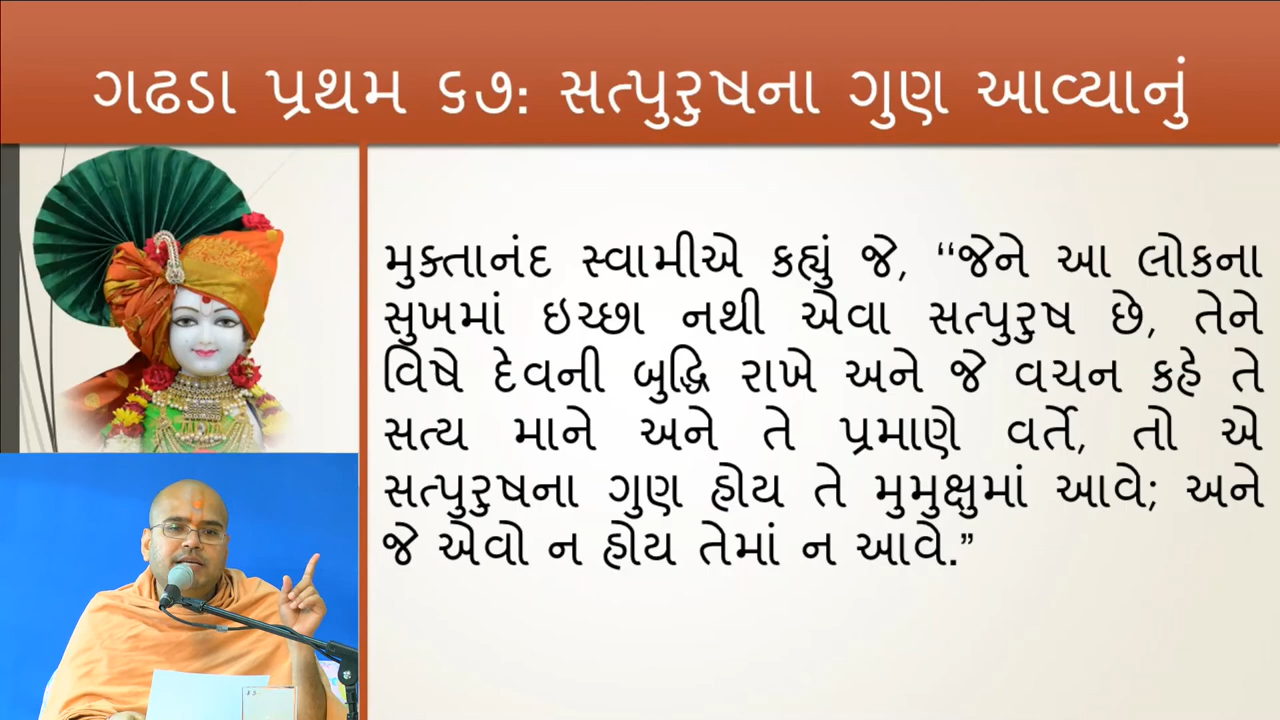 ગઢડા પ્રથમ ૬૭: સત્પુરુષના ગુણ આવ્યાનું
મુક્તાનંદ સ્વામીએ કહ્યું જે, “જેને આ લોકના
સુખમાં ઇચ્છા નથી એવા સત્પુરુષ છે, તેને
વિષે દેવની બુદ્ધિ રાખે અને જે વચન કહે તે
સત્ય માને અને તે પ્રમાણે વર્તે, તો એ
સત્પુરુષના ગુણ હોય તે મુમુક્ષુમાં આવે; અને
જે એવો ન હોય તેમાં ન આવે.”